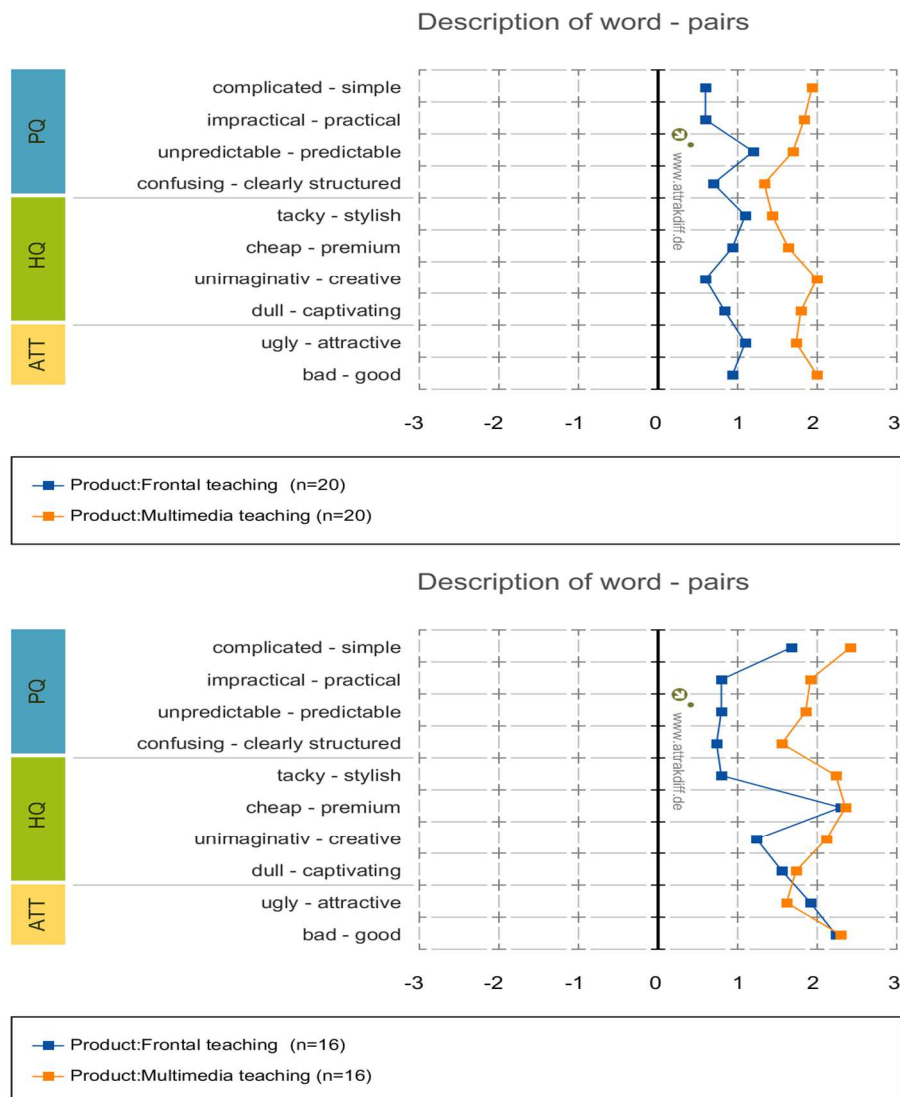 Description of word - pairs
PQ
complicated - simple
impractical - practical
unpredictable - predictable
confusing - clearly structured
HQ
tacky - stylish
cheap - premium
unimaginativ - creative
dull - captivating
ATT
ugly - attractive
bad - good
www.attrakdiff.de
-3 -2 -1 0 1 2 3
Product:Frontal teaching (n=20)
Product:Multimedia teaching (n=20)
Description of word - pairs
PQ
complicated - simple
impractical - practical
unpredictable - predictable
confusing - clearly structured
HQ
tacky - stylish
cheap - premium
unimaginativ - creative
dull - captivating
ATT
ugly - attractive
bad - good
www.attrakdiff.de
-3 -2 -1 0 1 2 3
Product:Frontal teaching (n=16)
Product:Multimedia teaching (n=16)